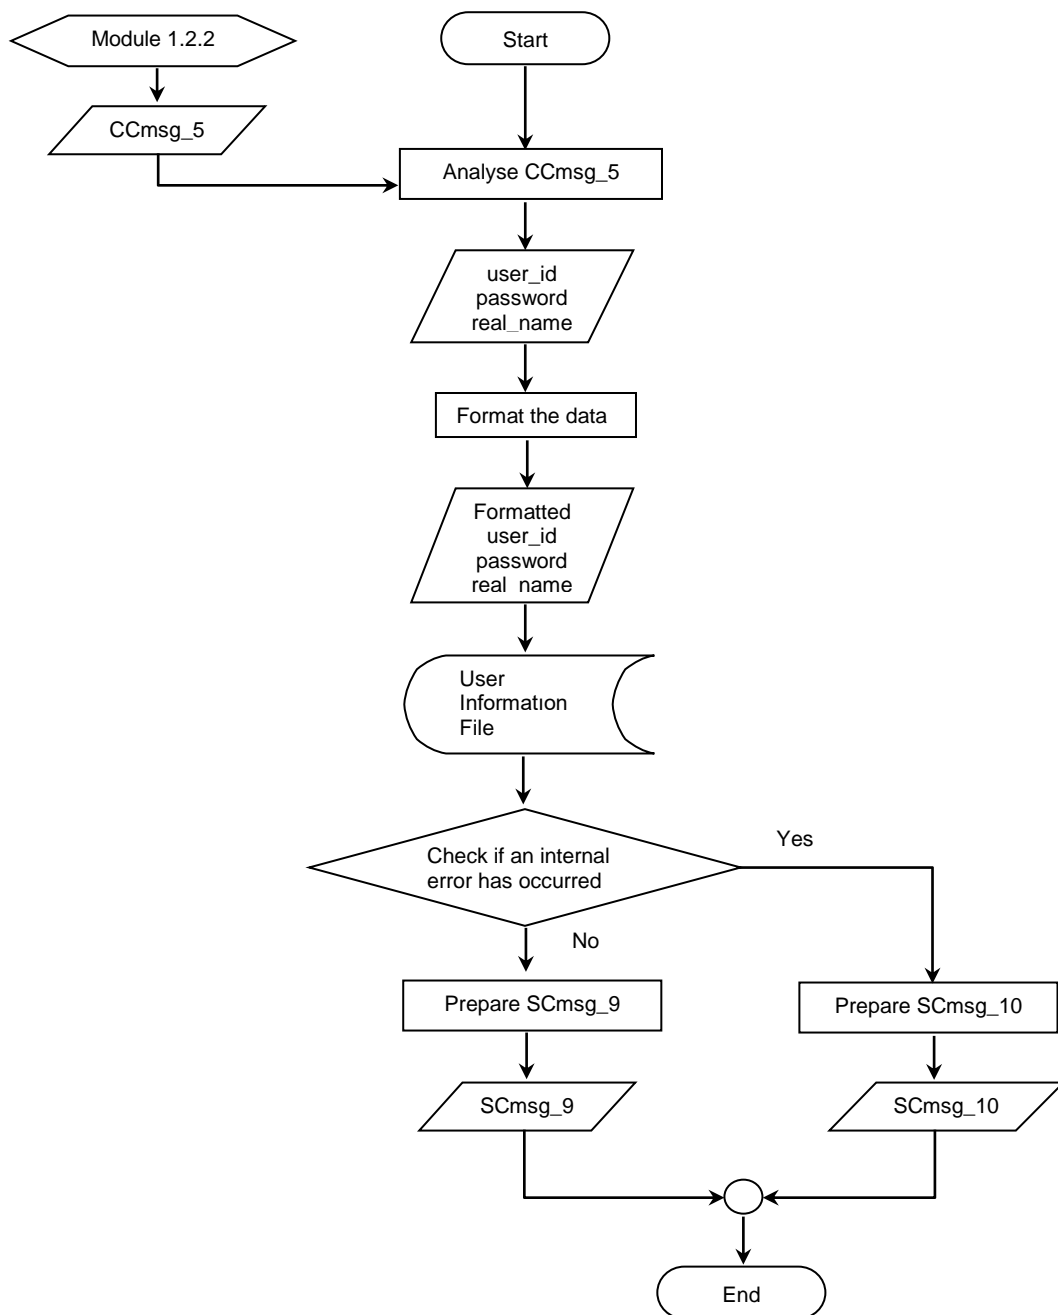 Module 1.2.2
Start
CCmsg_5
Analyse CCmsg_5
user_id
password
real_name
Format the data
Formatted
user_id
password
real_name
User
Information
File
Check if an internal
error has occurred
Yes
No
Prepare SCmsg_9
Prepare SCmsg_10
SCmsg_9
SCmsg_10
End